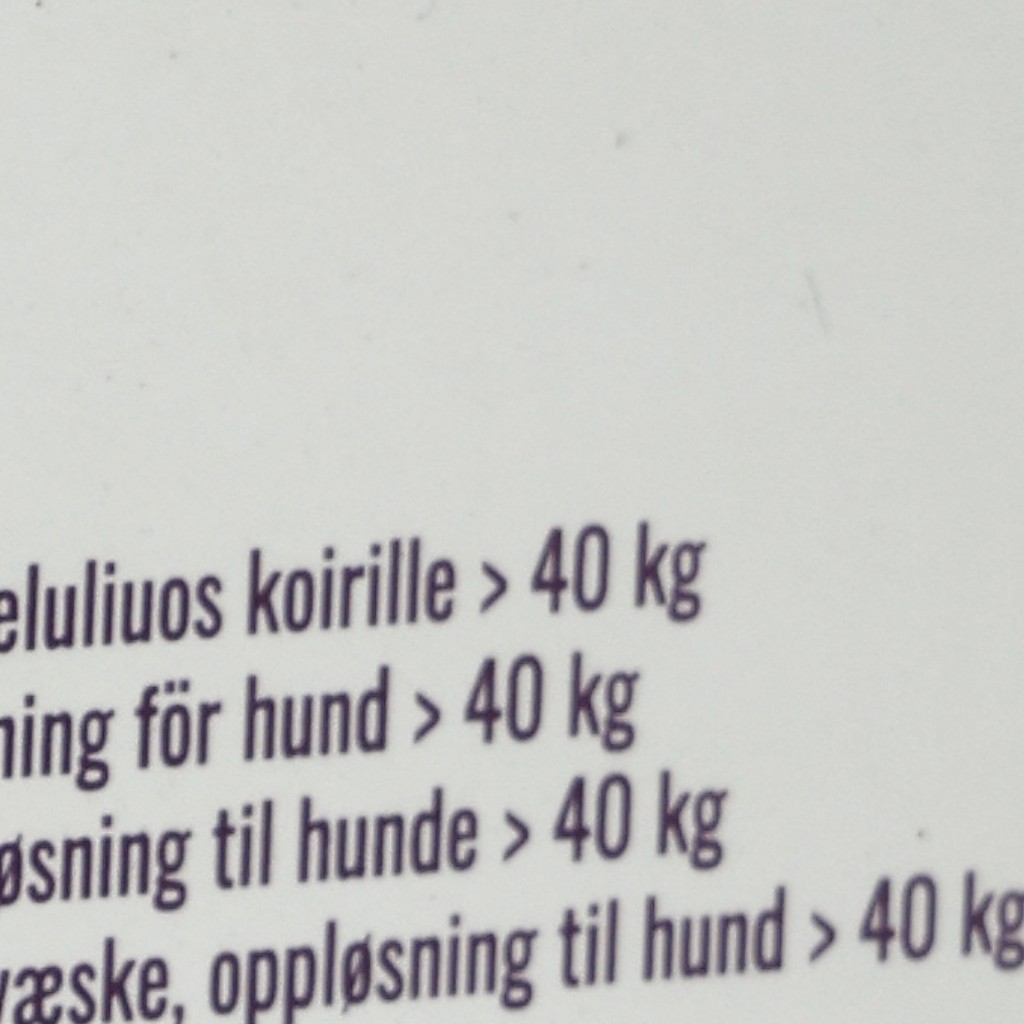 eluliuos koirille > 40 kg
ning för hund > 40 kg
øsning til hunde > 40 kg
væske, oppløsning til hund > 40 kg